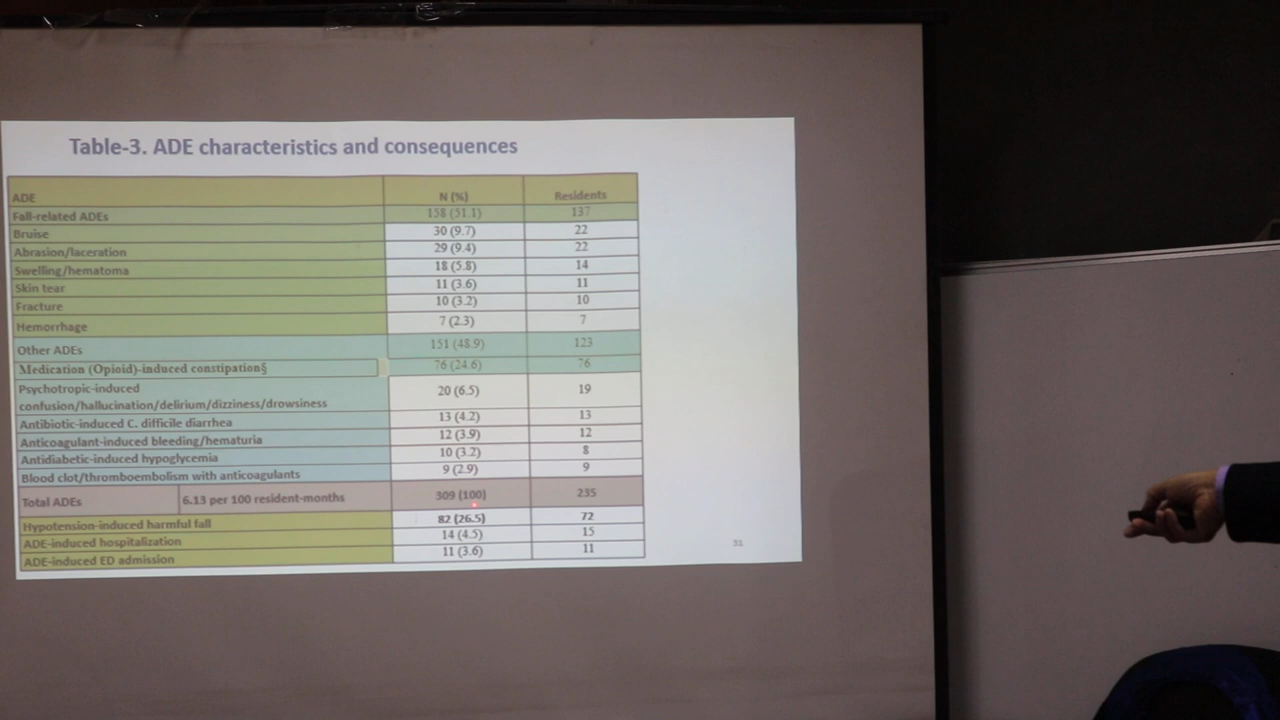 Table-3. ADE characteristics and consequences
ADE N (%) Residents
Fall-related ADEs 158 (51.1) 137
Bruise 30 (9.7) 22
Abrasion/laceration 29 (9.4) 22
Swelling/hematoma 18 (5.8) 14
Skin tear 11 (3.6) 11
Fracture 10 (3.2) 10
Hemorrhage 7 (2.3) 7
Other ADEs 151 (48.9) 123
Medication (Opioid)-induced constipation§ 76 (24.6) 76
Psychotropic-induced
confusion/hallucination/delirium/dizziness/drowsiness 20 (6.5) 19
Antibiotic-induced C. difficile diarrhea 13 (4.2) 13
Anticoagulant-induced bleeding/hematuria 12 (3.9) 12
Antidiabetic-induced hypoglycemia 10 (3.2) 8
Blood clot/thromboembolism with anticoagulants 9 (2.9) 9
Total ADEs 6.13 per 100 resident-months 309 (100) 235
Hypotension-induced harmful fall 82 (26.5) 72
ADE-induced hospitalization 14 (4.5) 15
ADE-induced ED admission 11 (3.6) 11
31